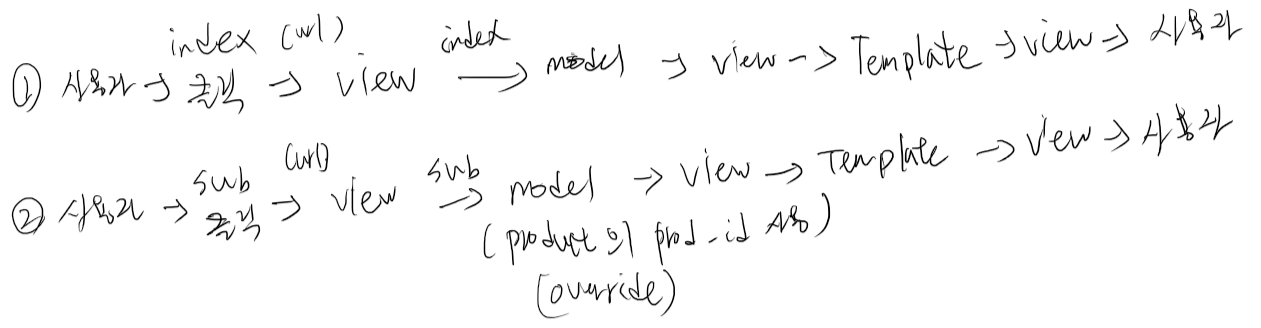 index (url) index
① 사용자 → 클릭 → view → model → view -> Template → view → 사용자
sub (url) sub
② 사용자 → 클릭 → view → model → view → Template → view → 사용자
(product의 prod_id 사용)
(override)